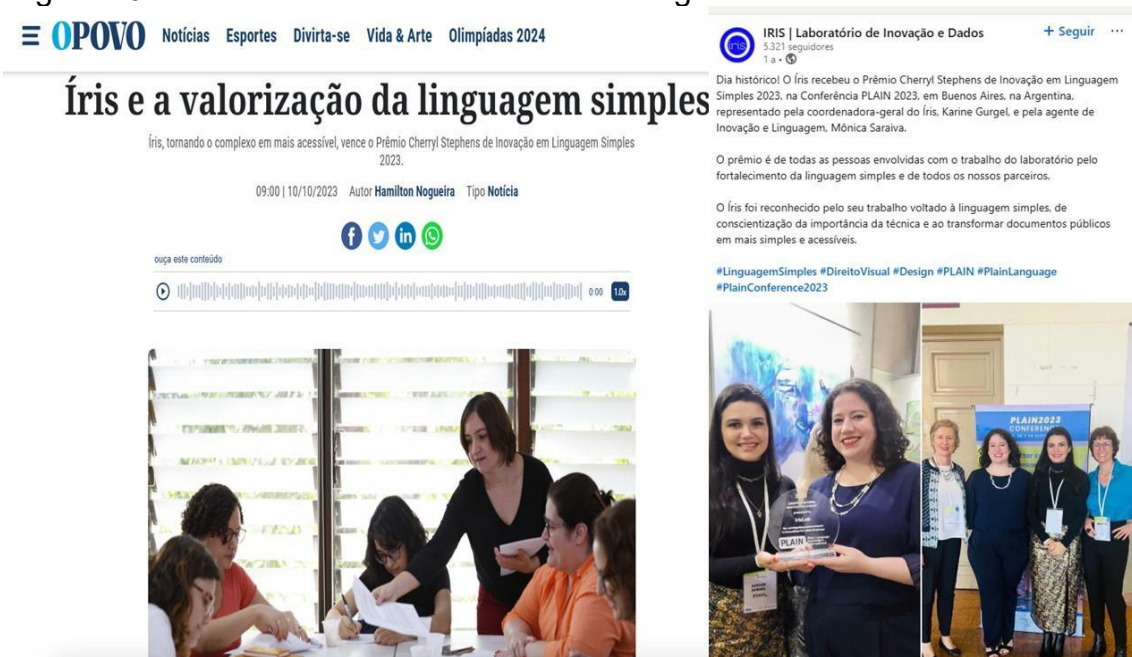 OPOVO Notícias Esportes Divirta-se Vida & Arte Olimpíadas 2024
Íris e a valorização da linguagem simples
Íris, tornando o complexo em mais acessível, vence o Prêmio Cherryl Stephens de Inovação em Linguagem Simples
2023.
09:00 | 10/10/2023 Autor Hamilton Nogueira Tipo Notícia
ouça este conteúdo
0:00 1.0x
iris
IRIS | Laboratório de Inovação e Dados
+ Seguir
5.321 seguidores
1 a •
Dia histórico! O Íris recebeu o Prêmio Cherryl Stephens de Inovação em Linguagem
Simples 2023, na Conferência PLAIN 2023, em Buenos Aires, na Argentina,
representado pela coordenadora-geral do Íris, Karine Gurgel, e pela agente de
Inovação e Linguagem, Mônica Saraiva.
O prêmio é de todas as pessoas envolvidas com o trabalho do laboratório pelo
fortalecimento da linguagem simples e de todos os nossos parceiros.
O Íris foi reconhecido pelo seu trabalho voltado à linguagem simples, de
conscientização da importância da técnica e ao transformar documentos públicos
em mais simples e acessíveis.
#LinguagemSimples #DireitoVisual #Design #PLAIN #PlainLanguage
#PlainConference2023
PLAIN
PLAIN2023
CONFERENCE